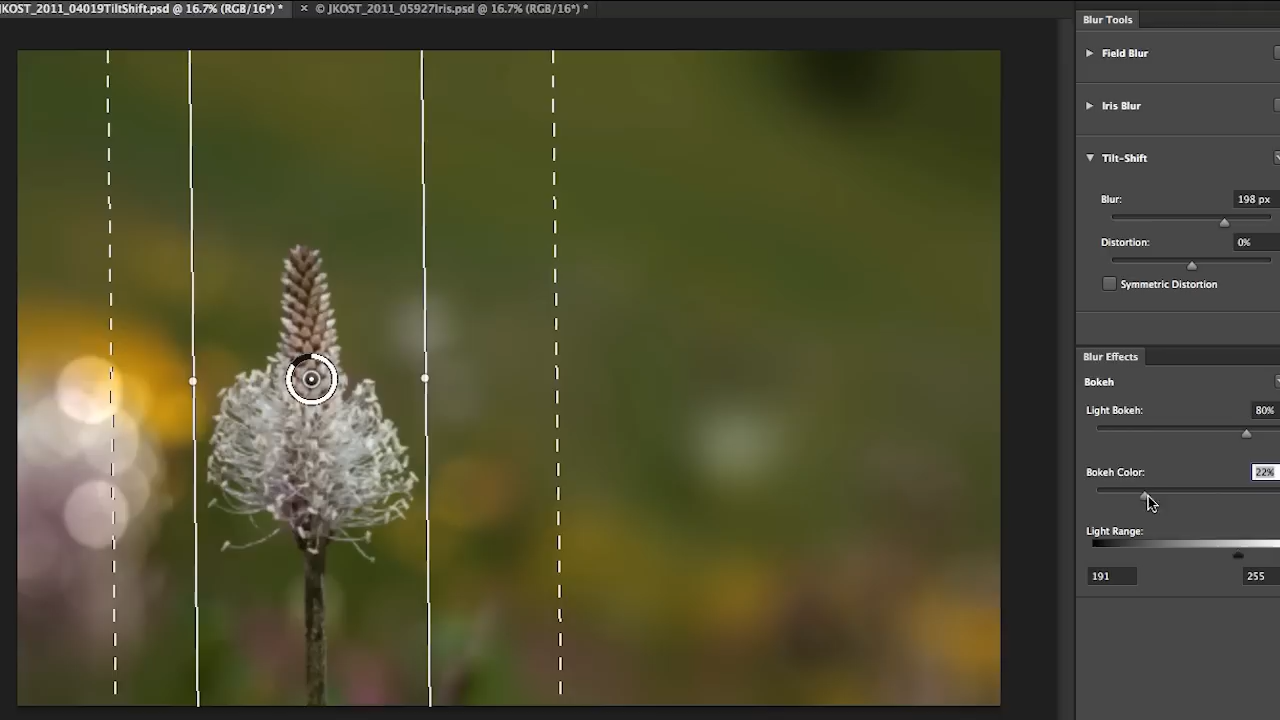 JKOST_2011_04019TiltShift.psd @ 16.7% (RGB/16*) *
× © JKOST_2011_05927Iris.psd @ 16.7% (RGB/16*) *
Blur Tools
Field Blur
Iris Blur
Tilt-Shift
Blur: 198 px
Distortion: 0%
Symmetric Distortion
Blur Effects
Bokeh
Light Bokeh: 80%
Bokeh Color: 22%
Light Range:
191 255